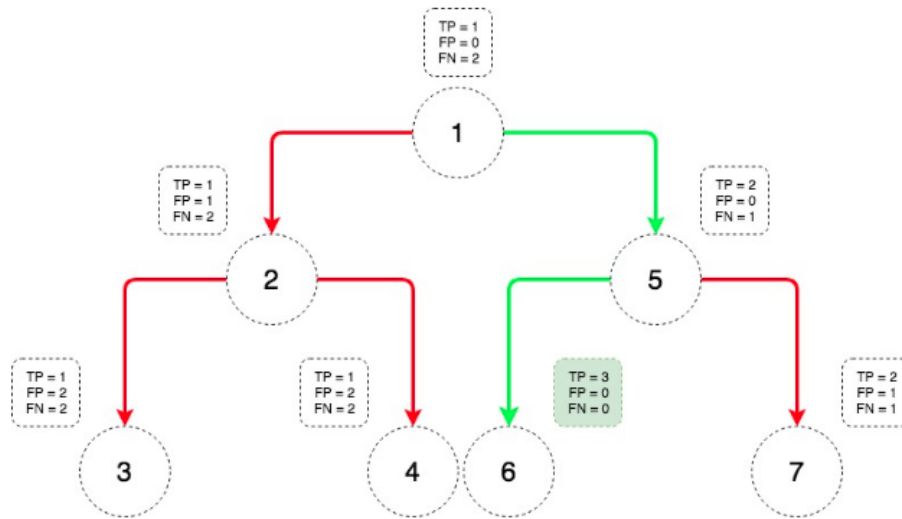 TP = 1
FP = 0
FN = 2
1
TP = 1
FP = 1
FN = 2
TP = 2
FP = 0
FN = 1
2
5
TP = 1
FP = 2
FN = 2
TP = 1
FP = 2
FN = 2
TP = 3
FP = 0
FN = 0
TP = 2
FP = 1
FN = 1
3
4
6
7